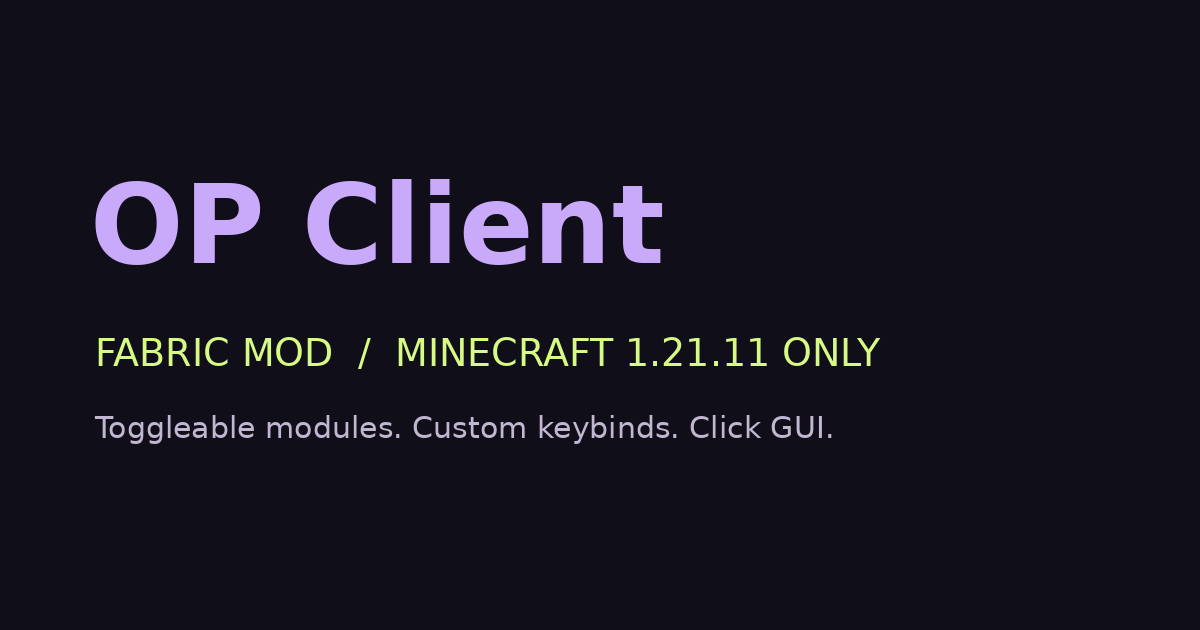 OP Client
FABRIC MOD / MINECRAFT 1.21.11 ONLY
Toggleable modules. Custom keybinds. Click GUI.